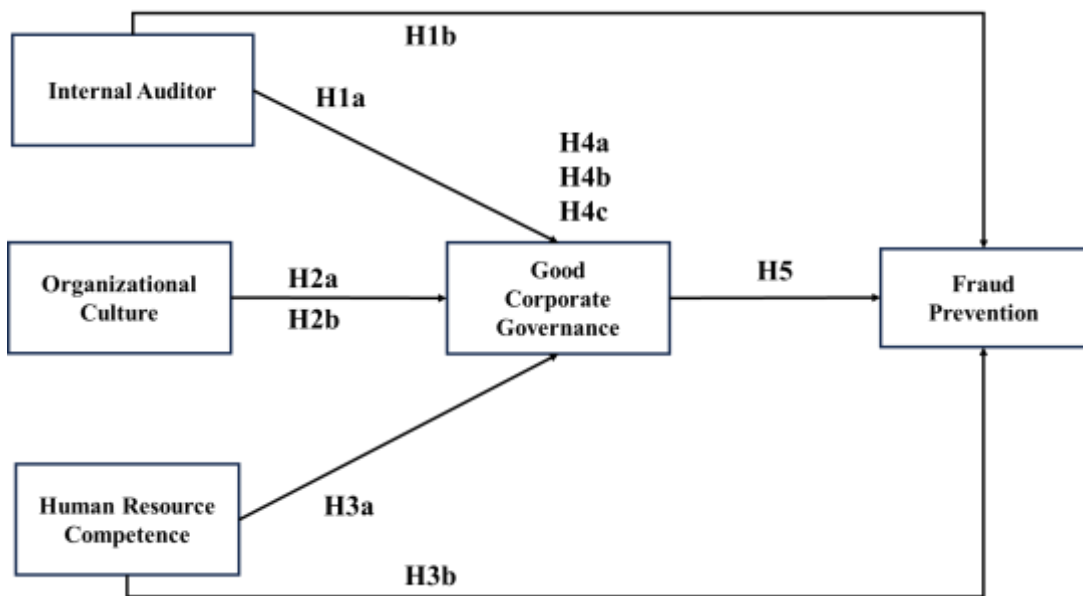 H1b
Internal Auditor
H1a
H4a
H4b
H4c
Organizational
Culture
H2a
H2b
Good
Corporate
Governance
H5
Fraud
Prevention
Human Resource
Competence
H3a
H3b